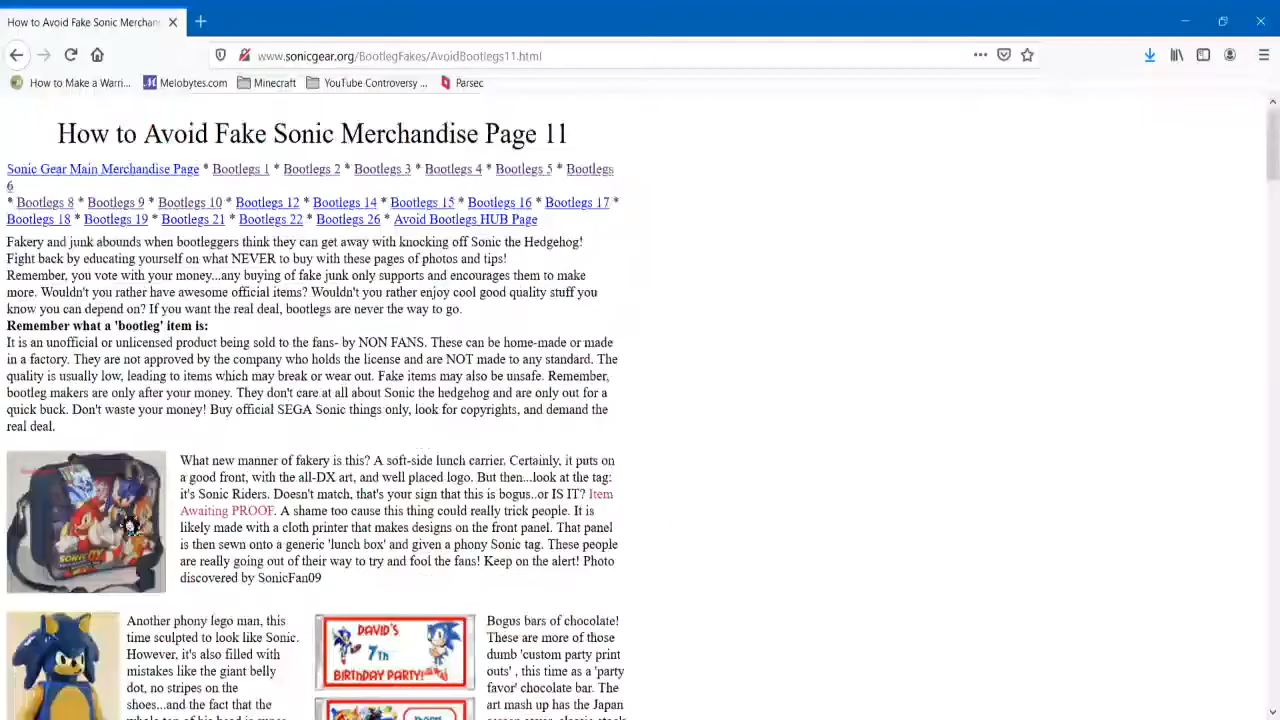 How to Avoid Fake Sonic Merchan
www.sonicgear.org/BootlegFakes/AvoidBootlegs11.html
How to Make a Warri... Melobytes.com Minecraft YouTube Controversy ... Parsec
How to Avoid Fake Sonic Merchandise Page 11
Sonic Gear Main Merchandise Page * Bootlegs 1 * Bootlegs 2 * Bootlegs 3 * Bootlegs 4 * Bootlegs 5 * Bootlegs
6
* Bootlegs 8 * Bootlegs 9 * Bootlegs 10 * Bootlegs 12 * Bootlegs 14 * Bootlegs 15 * Bootlegs 16 * Bootlegs 17 *
Bootlegs 18 * Bootlegs 19 * Bootlegs 21 * Bootlegs 22 * Bootlegs 26 * Avoid Bootlegs HUB Page
Fakery and junk abounds when bootleggers think they can get away with knocking off Sonic the Hedgehog!
Fight back by educating yourself on what NEVER to buy with these pages of photos and tips!
Remember, you vote with your money...any buying of fake junk only supports and encourages them to make
more. Wouldn't you rather have awesome official items? Wouldn't you rather enjoy cool good quality stuff you
know you can depend on? If you want the real deal, bootlegs are never the way to go.
Remember what a 'bootleg' item is:
It is an unofficial or unlicensed product being sold to the fans- by NON FANS. These can be home-made or made
in a factory. They are not approved by the company who holds the license and are NOT made to any standard. The
quality is usually low, leading to items which may break or wear out. Fake items may also be unsafe. Remember,
bootleg makers are only after your money. They don't care at all about Sonic the hedgehog and are only out for a
quick buck. Don't waste your money! Buy official SEGA Sonic things only, look for copyrights, and demand the
real deal.
What new manner of fakery is this? A soft-side lunch carrier. Certainly, it puts on
a good front, with the all-DX art, and well placed logo. But then...look at the tag:
it's Sonic Riders. Doesn't match, that's your sign that this is bogus..or IS IT? Item
Awaiting PROOF. A shame too cause this thing could really trick people. It is
likely made with a cloth printer that makes designs on the front panel. That panel
is then sewn onto a generic 'lunch box' and given a phony Sonic tag. These people
are really going out of their way to try and fool the fans! Keep on the alert! Photo
discovered by SonicFan09
SONIC DX
Another phony lego man, this
time sculpted to look like Sonic.
However, it's also filled with
mistakes like the giant belly
dot, no stripes on the
shoes...and the fact that the
DAVID'S
7Th
BIRTHDAY PARTY!
Bogus bars of chocolate!
These are more of those
dumb 'custom party print
outs' , this time as a 'party
favor' chocolate bar. The
art mash up has the Japan